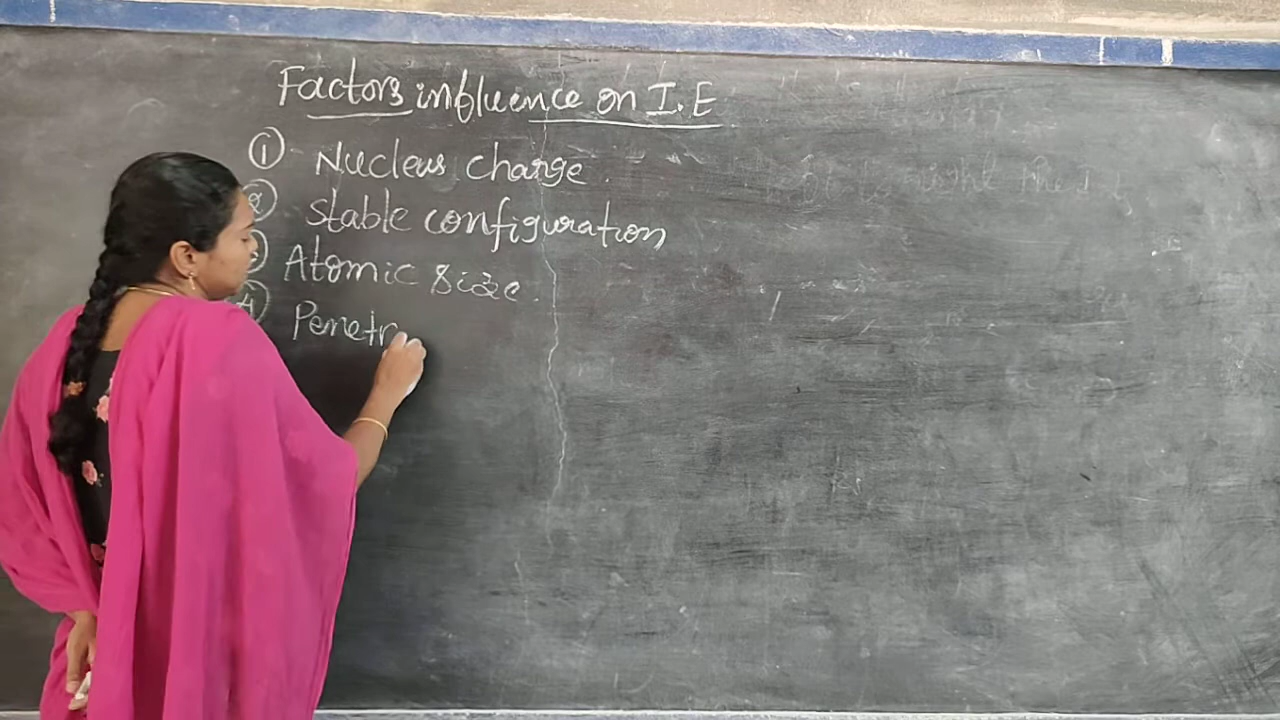 Factors influence on I.E
① Nucleus charge.
② Stable configuration
③ Atomic size.
④ Penetr